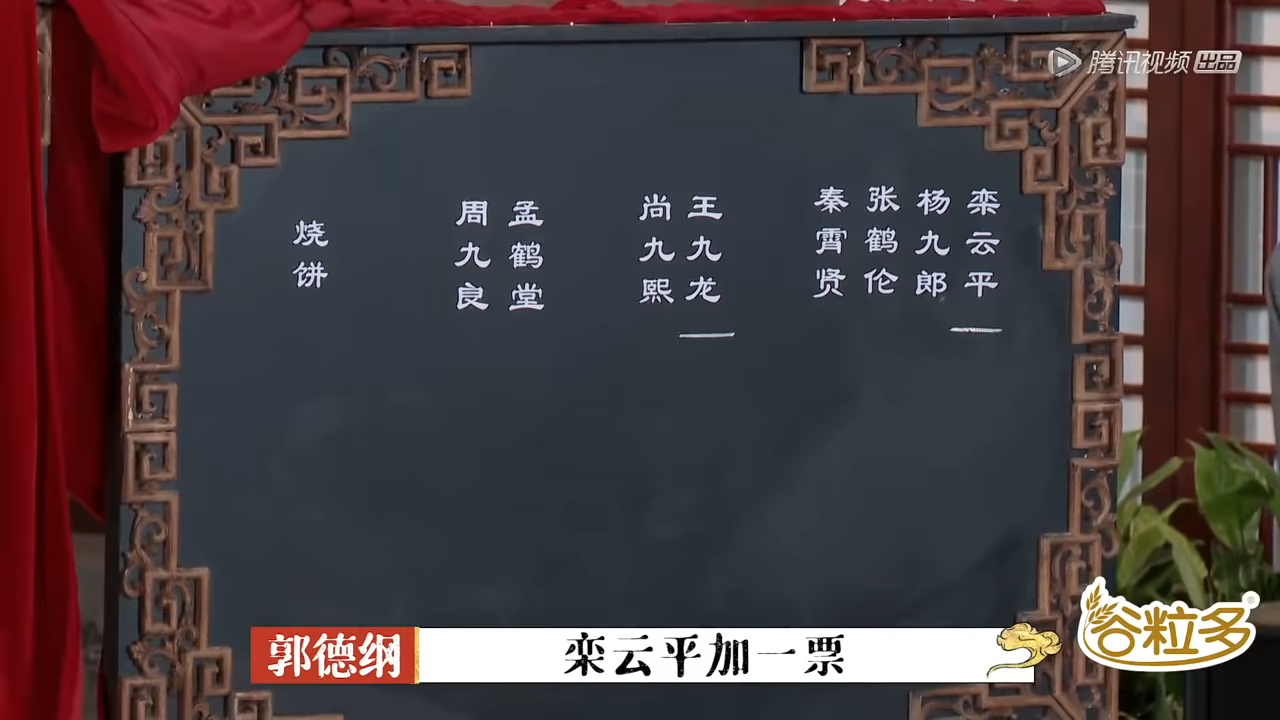 腾讯视频 出品
栾云平
杨九郎
张鹤伦
秦霄贤
王九龙
尚九熙
孟鹤堂
周九良
烧饼
郭德纲 栾云平加一票
谷粒多®